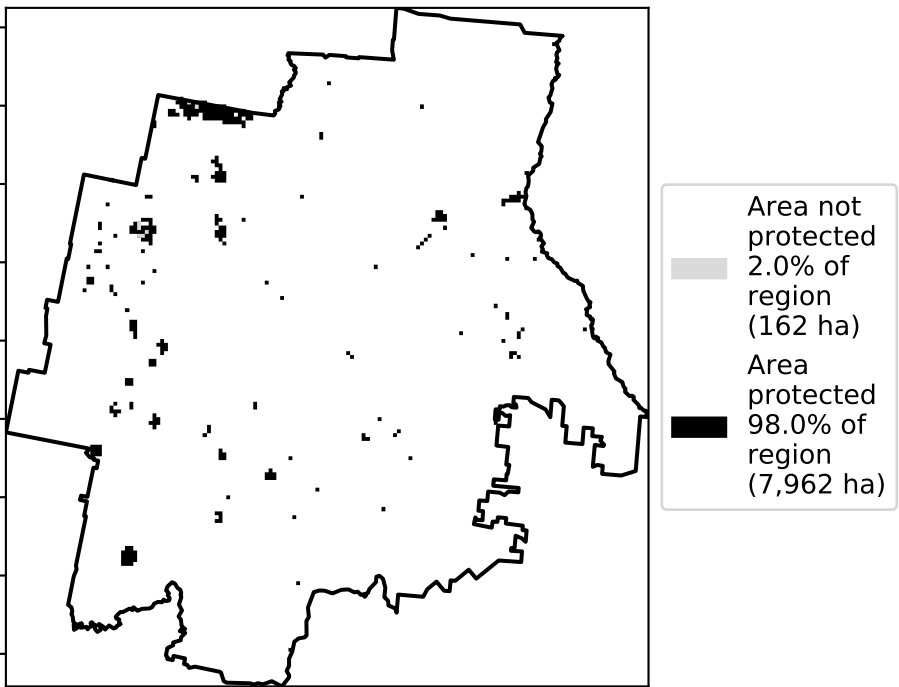 Area not
protected
2.0% of
region
(162 ha)
Area
protected
98.0% of
region
(7,962 ha)